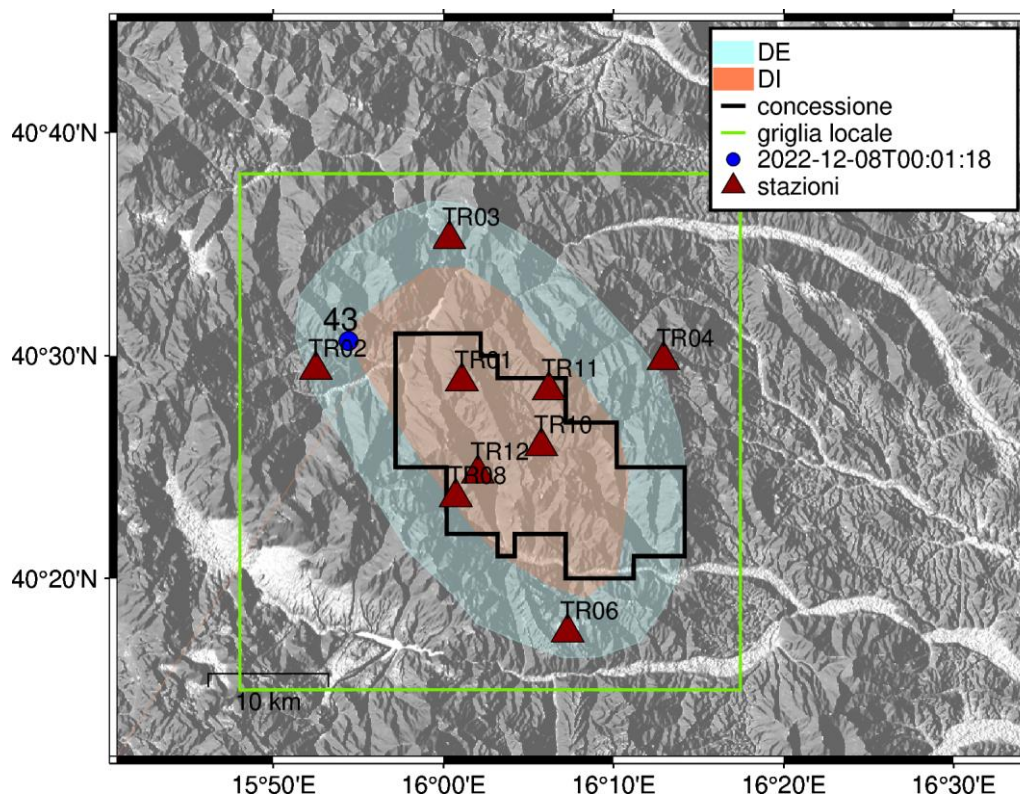 DE
DI
concessione
griglia locale
2022-12-08T00:01:18
stazioni
40°40'N
40°30'N
40°20'N
TR03
43
TR02
TR04
TR01
TR11
TR10
TR12
TR08
TR06
10 km
15°50'E
16°00'E
16°10'E
16°20'E
16°30'E